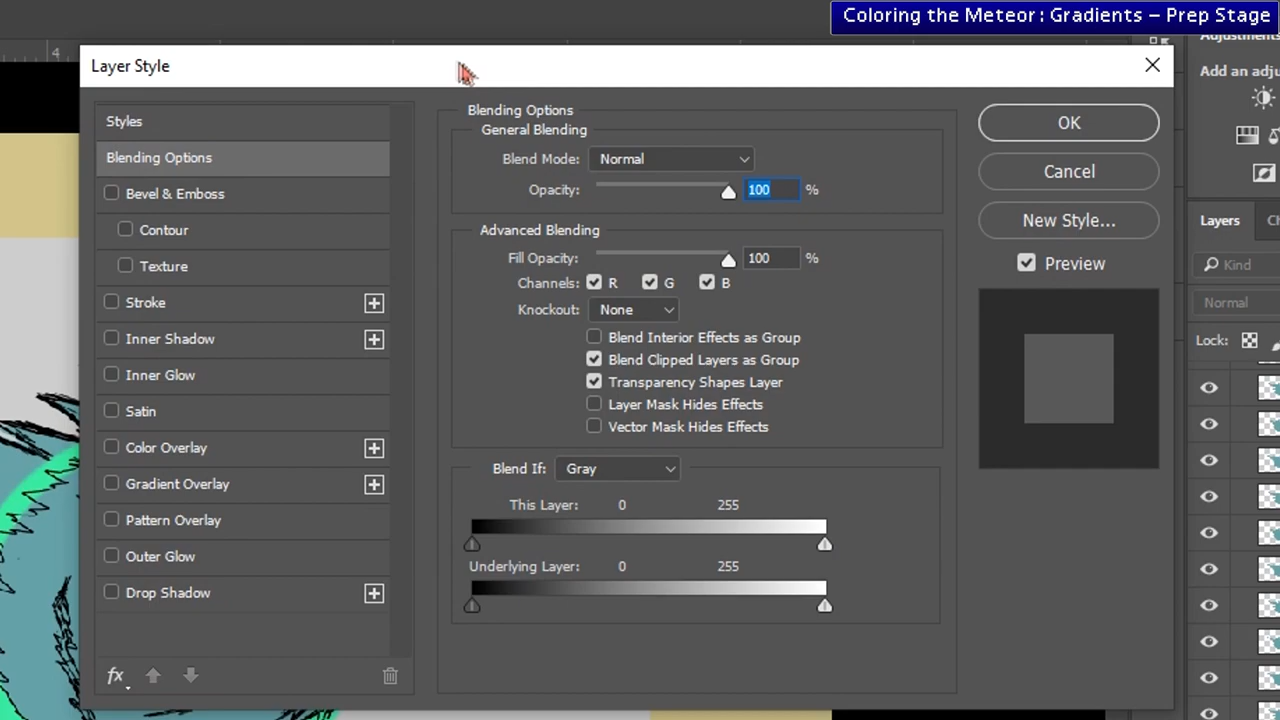 Coloring the Meteor : Gradients – Prep Stage
4
Layer Style
Styles
Blending Options
Bevel & Emboss
Contour
Texture
Stroke
Inner Shadow
Inner Glow
Satin
Color Overlay
Gradient Overlay
Pattern Overlay
Outer Glow
Drop Shadow
fx
Blending Options
General Blending
Blend Mode: Normal
Opacity: 100 %
Advanced Blending
Fill Opacity: 100 %
Channels: R G B
Knockout: None
Blend Interior Effects as Group
Blend Clipped Layers as Group
Transparency Shapes Layer
Layer Mask Hides Effects
Vector Mask Hides Effects
Blend If: Gray
This Layer: 0 255
Underlying Layer: 0 255
OK
Cancel
New Style...
Preview
Add an
Layers
Kind
Normal
Lock: